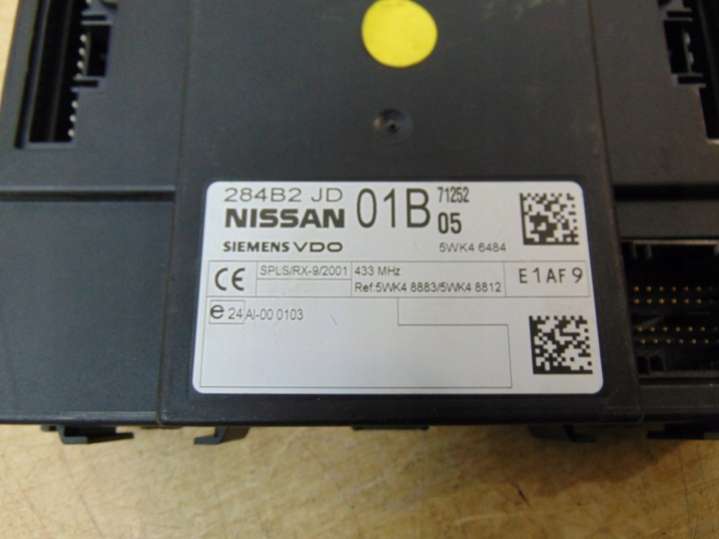 284B2 JD 01B 71252
NISSAN 05
SIEMENS VDO 5WK4 6484
CE SPLS/RX-9/2001 433 MHz E1AF9
Ref:5WK4 8883/5WK4 8812
e 24 AI-00 0103